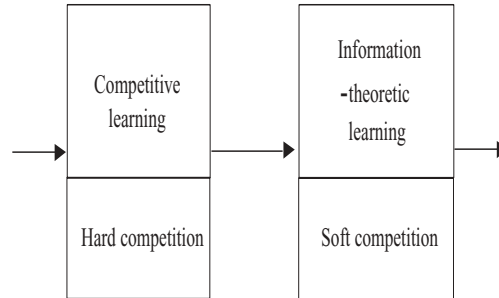 Competitive
learning
Hard competition
Information
-theoretic
learning
Soft competition